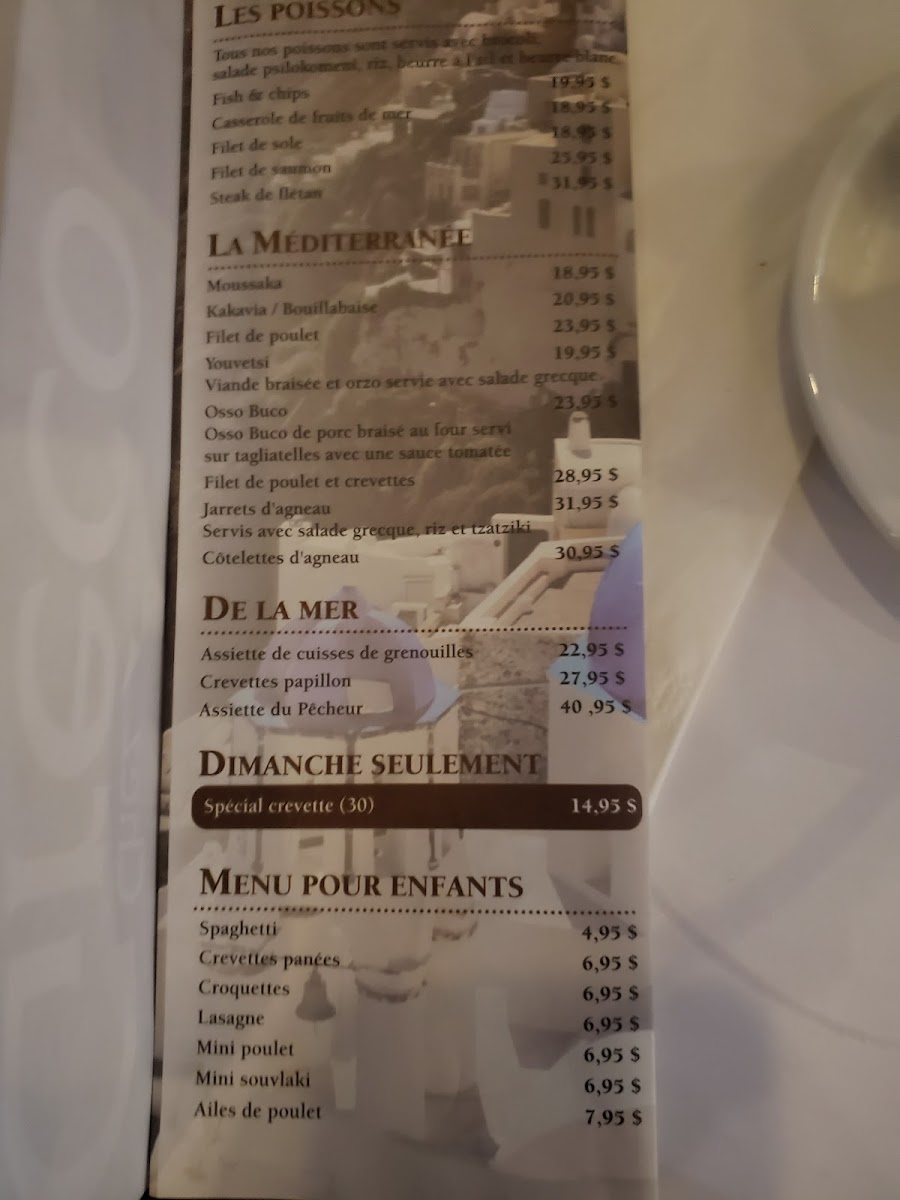 LES POISSONS
Tous nos poissons sont servis avec brocoli,
salade psilokomeni, riz, beurre à l'ail et beurre blanc
Fish & chips 19,95 $
Casserole de fruits de mer 18,95 $
Filet de sole 18,95 $
Filet de saumon 25,95 $
Steak de flétan 31,95 $
LA MÉDITERRANÉE
Moussaka 18,95 $
Kakavia / Bouillabaise 20,95 $
Filet de poulet 23,95 $
Youvetsi 19,95 $
Viande braisée et orzo servie avec salade grecque
Osso Buco 23,95 $
Osso Buco de porc braisé au four servi
sur tagliatelles avec une sauce tomatée
Filet de poulet et crevettes 28,95 $
Jarrets d'agneau 31,95 $
Servis avec salade grecque, riz et tzatziki
Côtelettes d'agneau 30,95 $
DE LA MER
Assiette de cuisses de grenouilles 22,95 $
Crevettes papillon 27,95 $
Assiette du Pêcheur 40 ,95 $
DIMANCHE SEULEMENT
Spécial crevette (30) 14,95 $
MENU POUR ENFANTS
Spaghetti 4,95 $
Crevettes panées 6,95 $
Croquettes 6,95 $
Lasagne 6,95 $
Mini poulet 6,95 $
Mini souvlaki 6,95 $
Ailes de poulet 7,95 $